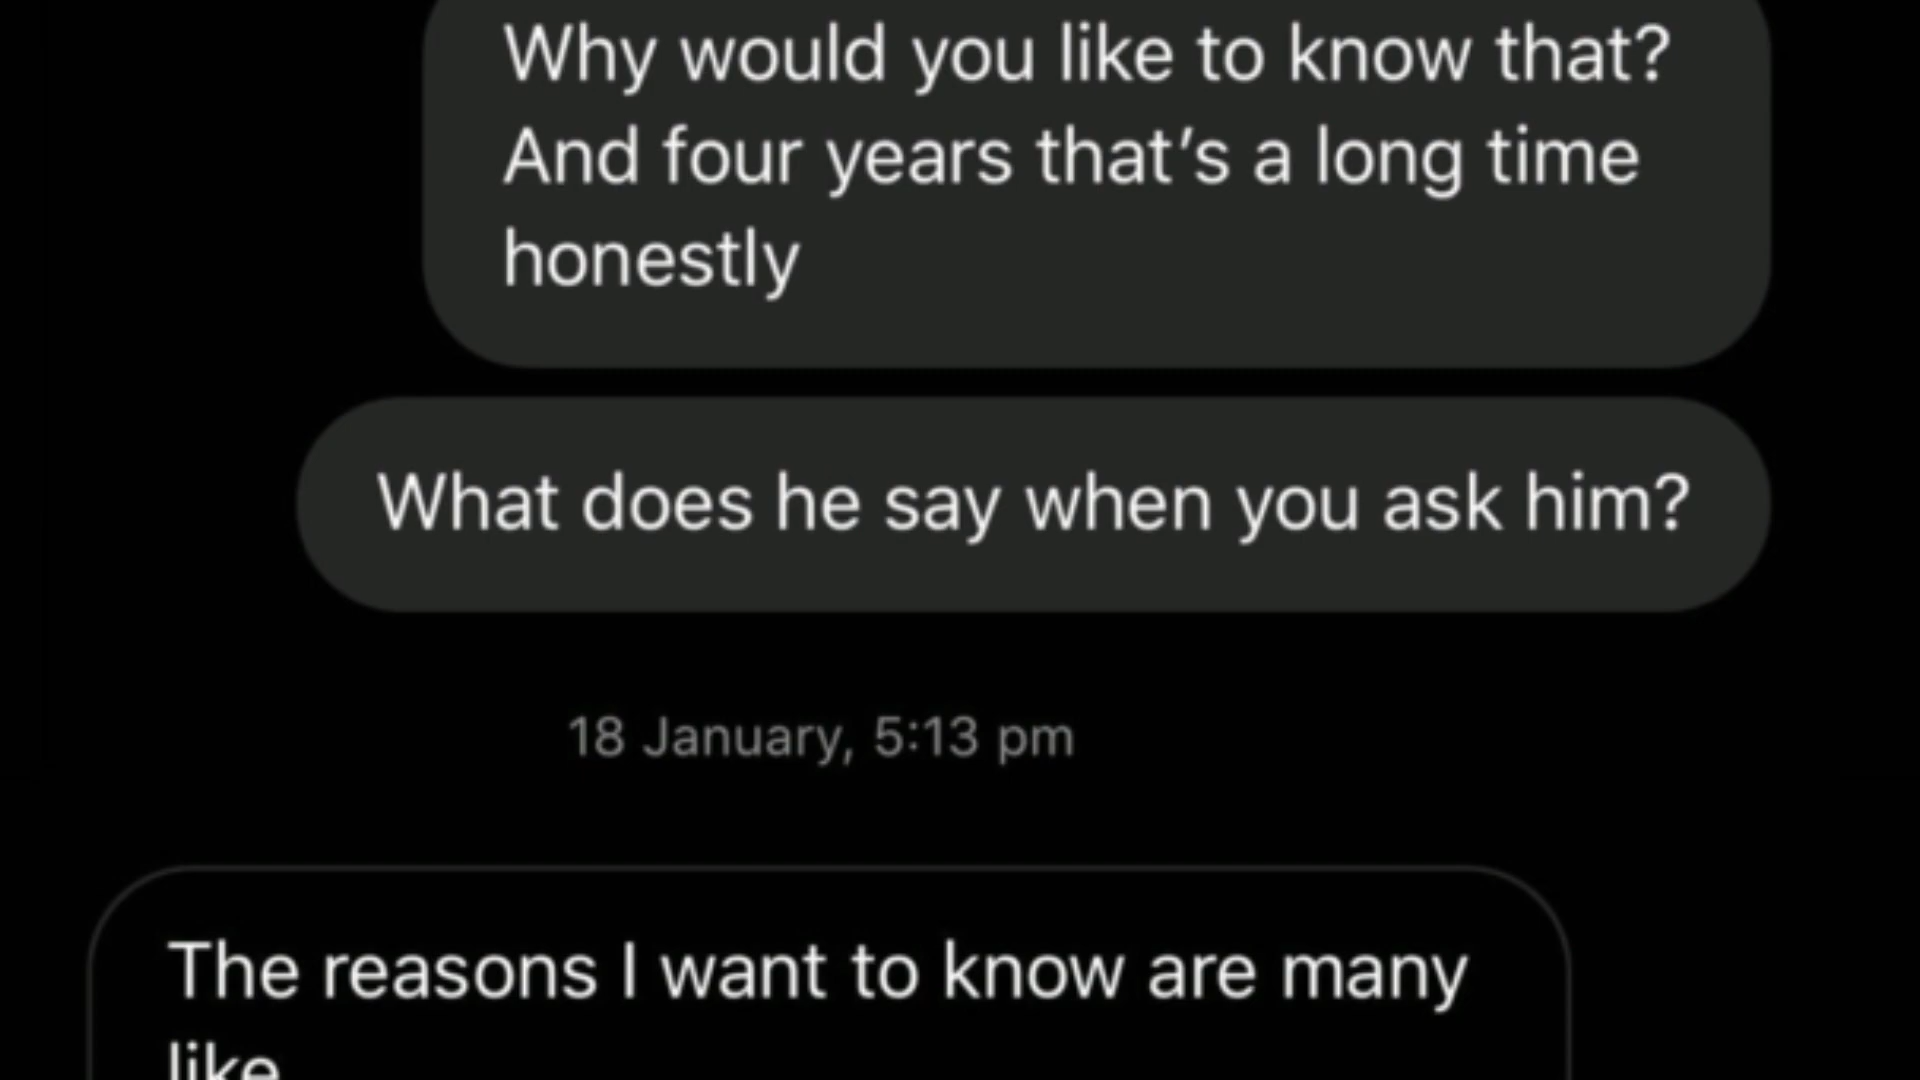 Why would you like to know that?
And four years that's a long time
honestly
What does he say when you ask him?
18 January, 5:13 pm
The reasons I want to know are many
like